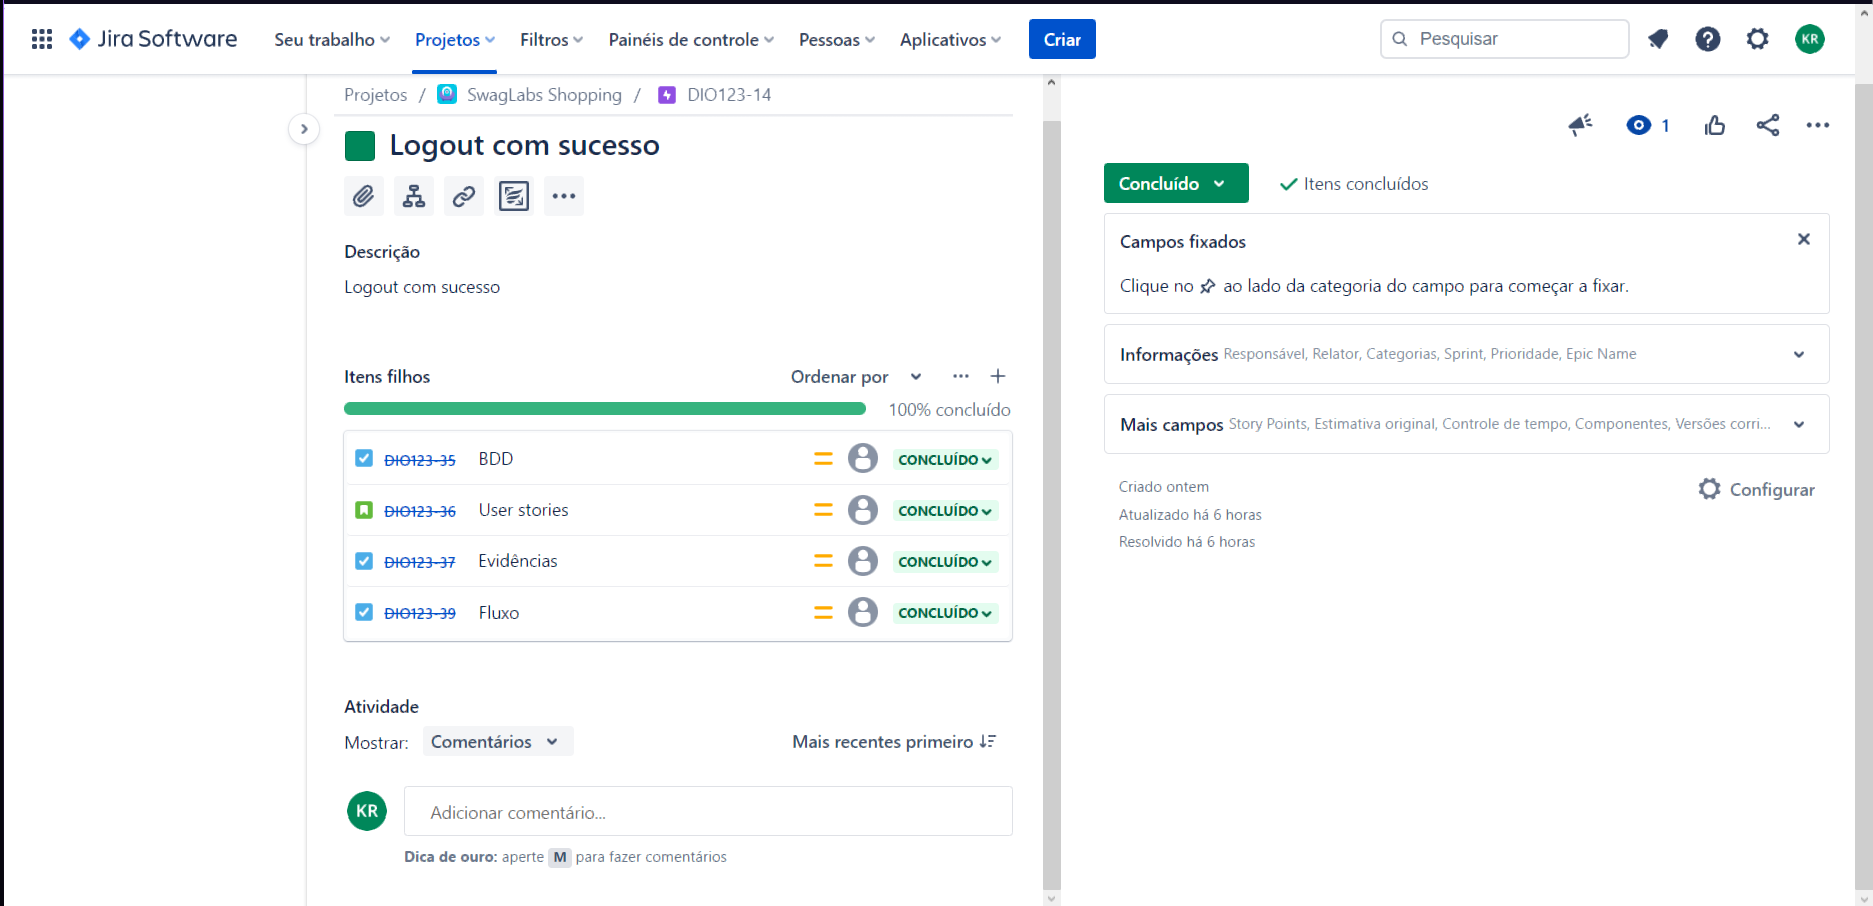 Jira Software Seu trabalho Projetos Filtros Painéis de controle Pessoas Aplicativos Criar Pesquisar KR
Projetos / SwagLabs Shopping / DIO123-14
Logout com sucesso
Descrição
Logout com sucesso
Itens filhos Ordenar por
100% concluído
DIO123-35 BDD CONCLUÍDO
DIO123-36 User stories CONCLUÍDO
DIO123-37 Evidências CONCLUÍDO
DIO123-39 Fluxo CONCLUÍDO
Atividade
Mostrar: Comentários Mais recentes primeiro
KR Adicionar comentário...
Dica de ouro: aperte M para fazer comentários
1
Concluído Itens concluídos
Campos fixados
Clique no ao lado da categoria do campo para começar a fixar.
Informações Responsável, Relator, Categorias, Sprint, Prioridade, Epic Name
Mais campos Story Points, Estimativa original, Controle de tempo, Componentes, Versões corri...
Criado ontem Configurar
Atualizado há 6 horas
Resolvido há 6 horas